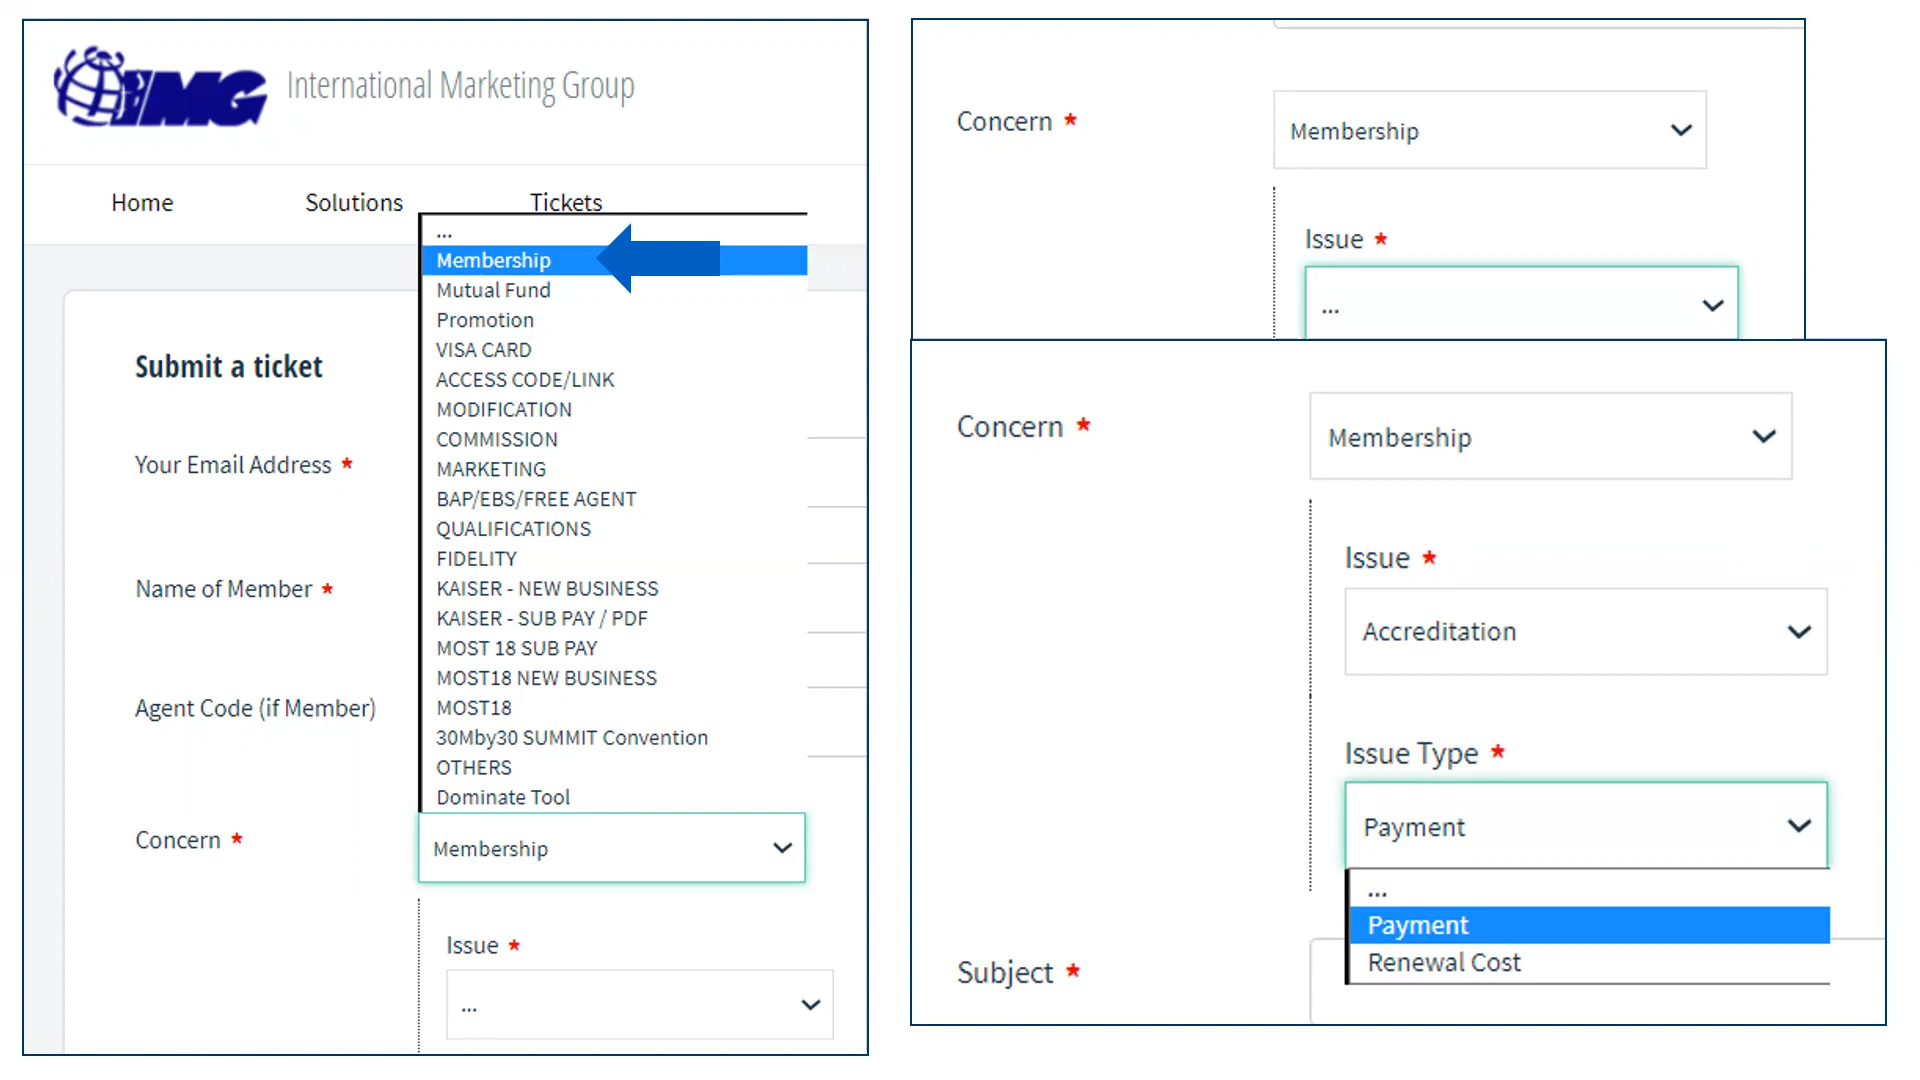 IMG International Marketing Group
Home Solutions Tickets
...
Membership
Mutual Fund
Promotion
VISA CARD
ACCESS CODE/LINK
MODIFICATION
COMMISSION
MARKETING
BAP/EBS/FREE AGENT
QUALIFICATIONS
FIDELITY
KAISER - NEW BUSINESS
KAISER - SUB PAY / PDF
MOST 18 SUB PAY
MOST18 NEW BUSINESS
MOST18
30Mby30 SUMMIT Convention
OTHERS
Dominate Tool
Submit a ticket
Your Email Address *
Name of Member *
Agent Code (if Member)
Concern * Membership
Issue *
...
Concern * Membership
Issue *
...
Concern * Membership
Issue *
Accreditation
Issue Type *
Payment
...
Payment
Renewal Cost
Subject *